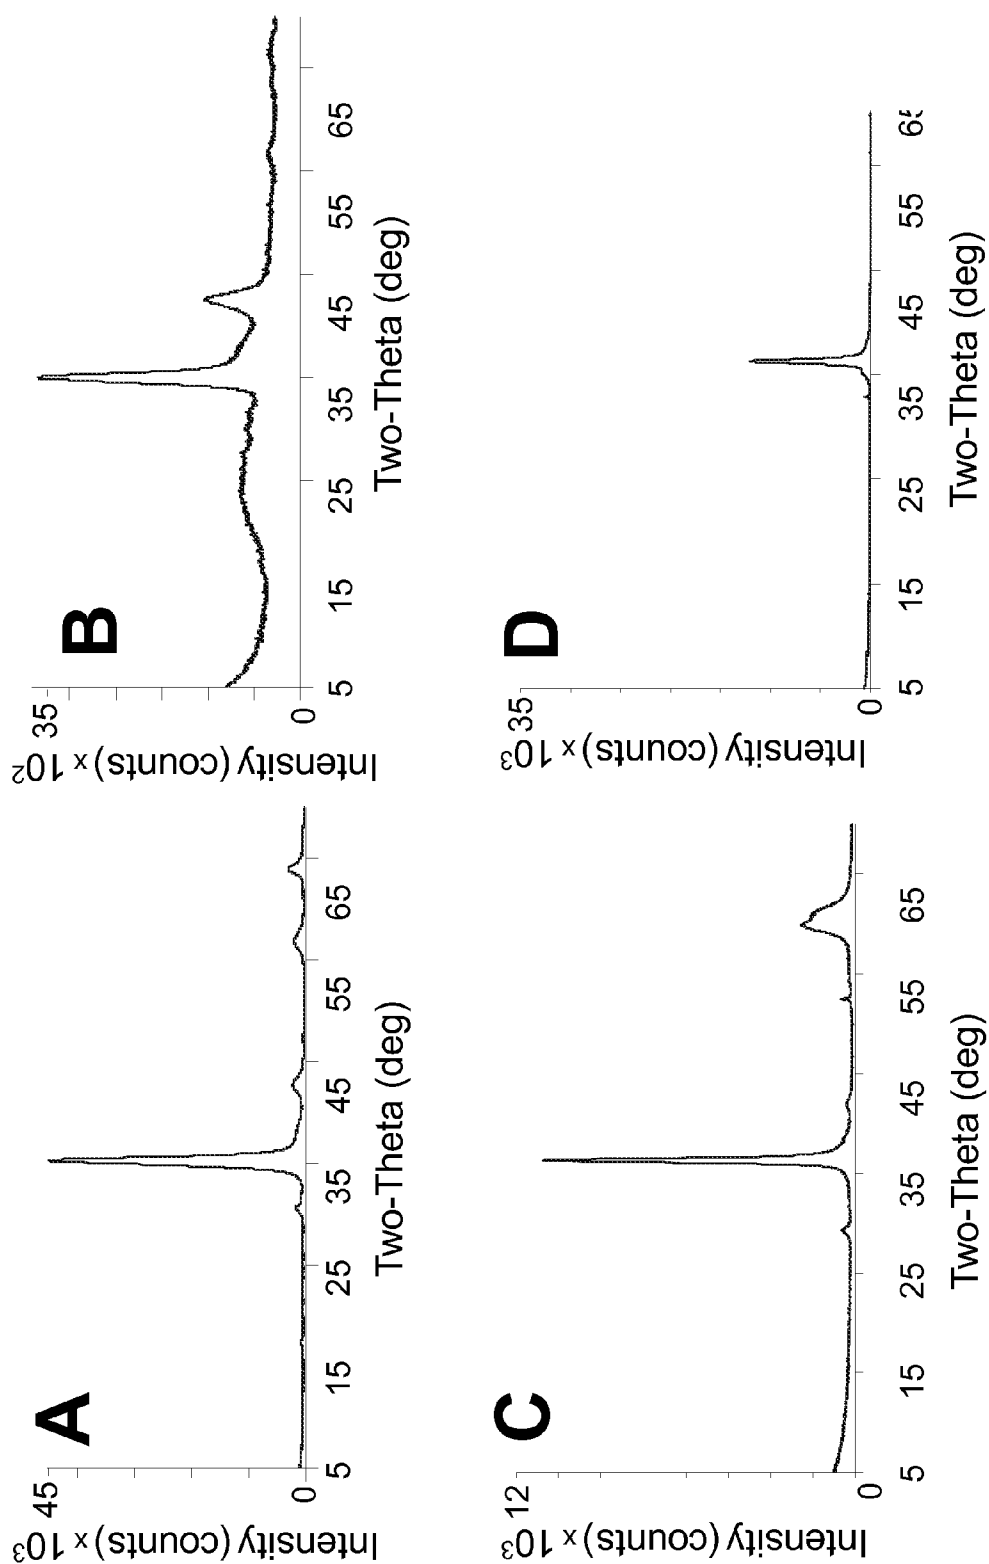 A
Intensity (counts) x 10³
45
0
5 15 25 35 45 55 65
Two-Theta (deg)
B
Intensity (counts) x 10²
35
0
5 15 25 35 45 55 65
Two-Theta (deg)
C
Intensity (counts) x 10³
12
0
5 15 25 35 45 55 65
Two-Theta (deg)
D
Intensity (counts) x 10³
35
0
5 15 25 35 45 55
Two-Theta (deg)